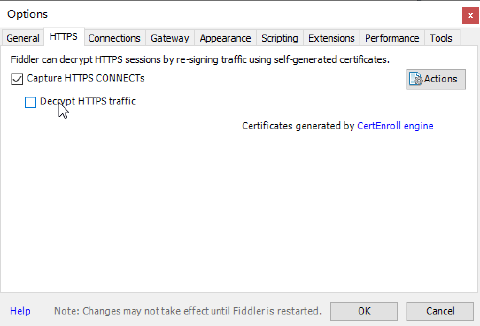 Options
General HTTPS Connections Gateway Appearance Scripting Extensions Performance Tools
Fiddler can decrypt HTTPS sessions by re-signing traffic using self-generated certificates.
Capture HTTPS CONNECTs
Actions
Decrypt HTTPS traffic
Certificates generated by CertEnroll engine
Help Note: Changes may not take effect until Fiddler is restarted. OK Cancel